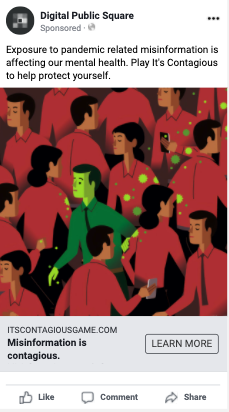 Digital Public Square
Sponsored ·
Exposure to pandemic related misinformation is
affecting our mental health. Play It's Contagious
to help protect yourself.
ITSCONTAGIOUSGAME.COM
Misinformation is
contagious.
LEARN MORE
Like
Comment
Share